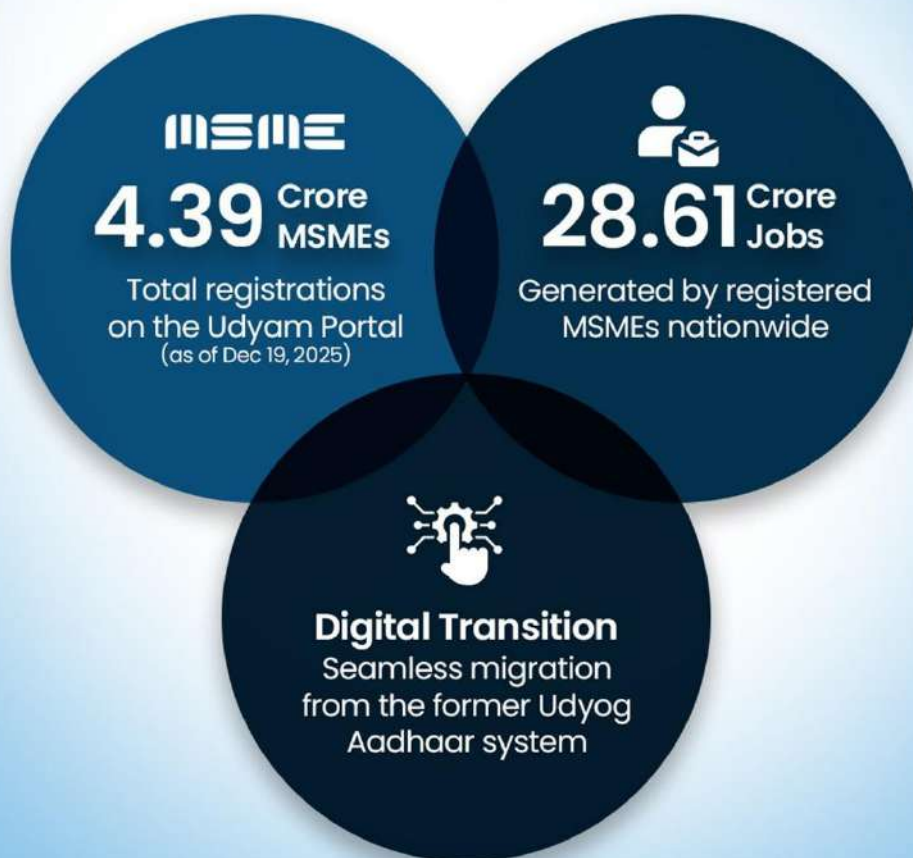 MSME
4.39 Crore
MSMEs
Total registrations
on the Udyam Portal
(as of Dec 19, 2025)
28.61 Crore
Jobs
Generated by registered
MSMEs nationwide
Digital Transition
Seamless migration
from the former Udyog
Aadhaar system